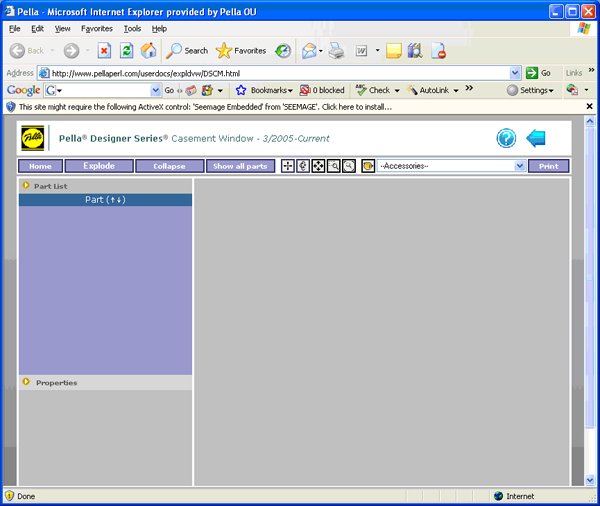 Pella - Microsoft Internet Explorer provided by Pella OU
File Edit View Favorites Tools Help
Back Search Favorites
Address http://www.pellaperl.com/userdocs/expldvw/DSCM.html Go Links »
Google G Go Bookmarks 0 blocked ABC Check AutoLink » Settings
This site might require the following ActiveX control: 'Seemage Embedded' from 'SEEMAGE'. Click here to install...
Pella Pella® Designer Series® Casement Window - 3/2005-Current ?
Home Explode Collapse Show all parts --Accessories-- Print
Part List
Part (↑↓)
Properties
Done Internet